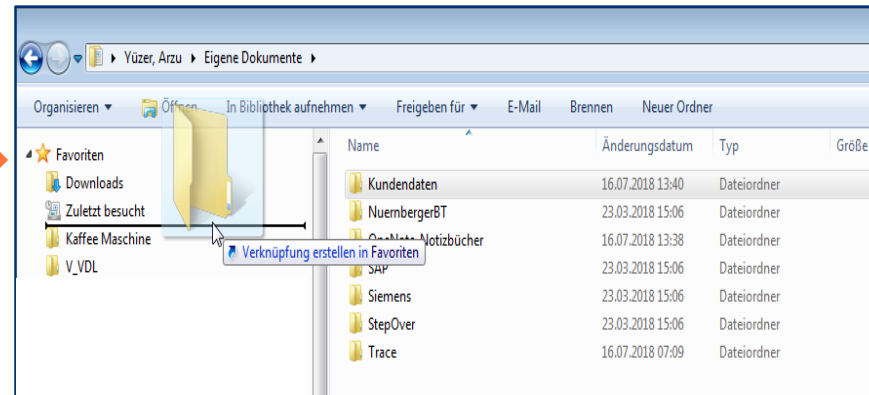 Yüzer, Arzu Eigene Dokumente
Organisieren Öffnen In Bibliothek aufnehmen Freigeben für E-Mail Brennen Neuer Ordner
Favoriten
Downloads
Zuletzt besucht
Kaffee Maschine
V_VDL
Name Änderungsdatum Typ Größe
Kundendaten 16.07.2018 13:40 Dateiordner
NuernbergerBT 23.03.2018 15:06 Dateiordner
OneNote-Notizbücher 16.07.2018 13:38 Dateiordner
Verknüpfung erstellen in Favoriten
SAP 23.03.2018 15:06 Dateiordner
Siemens 23.03.2018 15:06 Dateiordner
StepOver 23.03.2018 15:06 Dateiordner
Trace 16.07.2018 07:09 Dateiordner